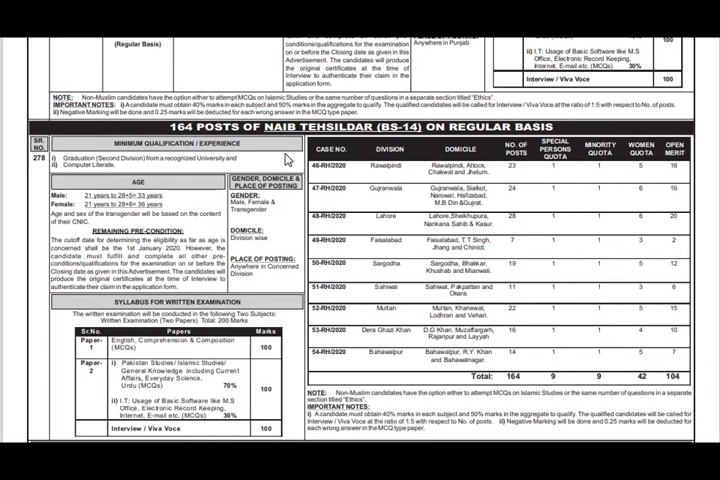 (Regular Basis)
conditions/qualifications for the examination
on or before the Closing date as given in this
Advertisement. The candidates will produce
the original certificates at the time of
Interview to authenticate their claim in the
application form.
Anywhere in Punjab
100
ii) I.T: Usage of Basic Software like M.S
Office, Electronic Record Keeping,
Internet, E-mail etc. (MCQs) 30%
Interview / Viva Voce 100
NOTE: Non-Muslim candidates have the option either to attempt MCQs on Islamic Studies or the same number of questions in a separate section titled "Ethics".
IMPORTANT NOTES: i) A candidate must obtain 40% marks in each subject and 50% marks in the aggregate to qualify. The qualified candidates will be called for Interview / Viva Voce at the ratio of 1:5 with respect to No. of posts.
ii) Negative Marking will be done and 0.25 marks will be deducted for each wrong answer in the MCQ type paper.
164 POSTS OF NAIB TEHSILDAR (BS-14) ON REGULAR BASIS
SR. NO.
278
MINIMUM QUALIFICATION / EXPERIENCE
i) Graduation (Second Division) from a recognized University and
ii) Computer Literate.
AGE
Male: 21 years to 28+5= 33 years
Female: 21 years to 28+8= 36 years
Age and sex of the transgender will be based on the content
of their CNIC.
REMAINING PRE-CONDITION:
The cutoff date for determining the eligibility as far as age is
concerned shall be the 1st January 2020. However, the
candidate must fulfill and complete all other pre-
conditions/qualifications for the examination on or before the
Closing date as given in this Advertisement. The candidates will
produce the original certificates at the time of Interview to
authenticate their claim in the application form.
GENDER, DOMICILE &
PLACE OF POSTING
GENDER:
Male, Female &
Transgender
DOMICILE:
Division wise
PLACE OF POSTING:
Anywhere in Concerned
Division
SYLLABUS FOR WRITTEN EXAMINATION
The written examination will be conducted in the following Two Subjects:
Written Examination (Two Papers) Total: 200 Marks
Sr.No. Papers Marks
Paper-1 English, Comprehension & Composition
(MCQs) 100
Paper-2 i) Pakistan Studies/ Islamic Studies/
General Knowledge including Current
Affairs, Everyday Science,
Urdu (MCQs) 70%
100
ii) I.T: Usage of Basic Software like M.S
Office, Electronic Record Keeping,
Internet, E-mail etc. (MCQs) 30%
Interview / Viva Voce 100
CASE NO. DIVISION DOMICILE NO. OF POSTS SPECIAL PERSONS QUOTA MINORITY QUOTA WOMEN QUOTA OPEN MERIT
46-RH/2020 Rawalpindi Rawalpindi, Attock, Chakwal and Jhelum. 23 1 1 5 16
47-RH/2020 Gujranwala Gujranwala, Sialkot, Narowal, Hafizabad, M.B Din &Gujrat. 24 1 1 6 16
48-RH/2020 Lahore Lahore,Sheikhupura, Nankana Sahib & Kasur. 28 1 1 6 20
49-RH/2020 Faisalabad Faisalabad, T.T Singh, Jhang and Chiniot. 7 1 1 3 2
50-RH/2020 Sargodha Sargodha, Bhakkar, Khushab and Mianwali. 19 1 1 5 12
51-RH/2020 Sahiwal Sahiwal, Pakpattan and Okara. 11 1 1 3 6
52-RH/2020 Multan Multan, Khanewal, Lodhran and Vehari. 22 1 1 5 15
53-RH/2020 Dera Ghazi Khan D.G Khan, Muzaffargarh, Rajanpur and Layyah 16 1 1 4 10
54-RH/2020 Bahawalpur Bahawalpur, R.Y. Khan and Bahawalnagar. 14 1 1 5 7
Total: 164 9 9 42 104
NOTE: Non-Muslim candidates have the option either to attempt MCQs on Islamic Studies or the same number of questions in a separate
section titled "Ethics".
IMPORTANT NOTES:
i) A candidate must obtain 40% marks in each subject and 50% marks in the aggregate to qualify. The qualified candidates will be called for
Interview / Viva Voce at the ratio of 1:5 with respect to No. of posts. ii) Negative Marking will be done and 0.25 marks will be deducted for
each wrong answer in the MCQ type paper.